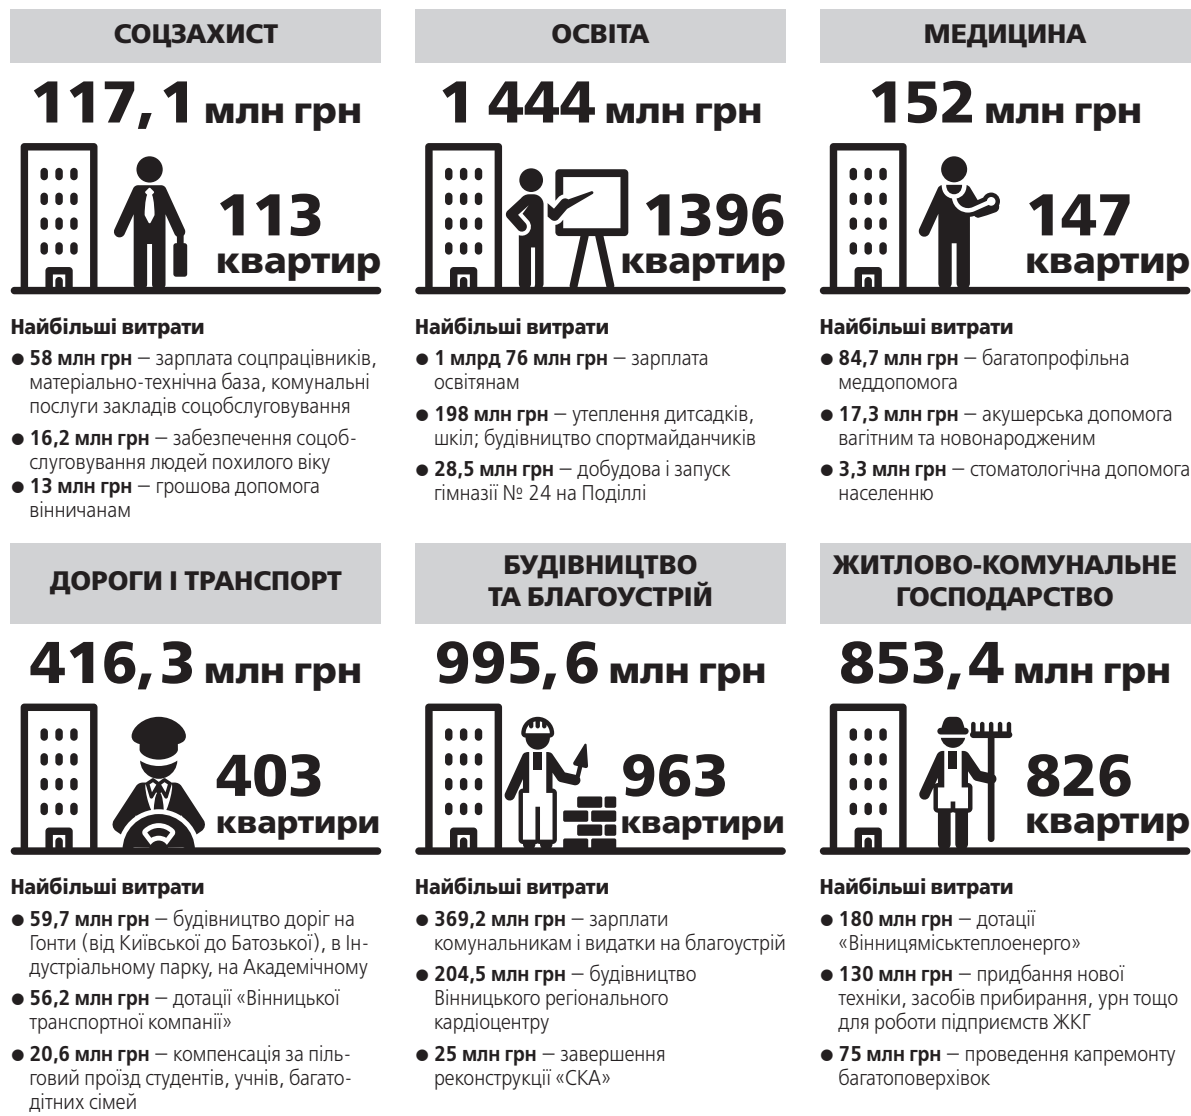 СОЦЗАХИСТ
117,1 млн грн
113
квартир
Найбільші витрати
● 58 млн грн — зарплата соцпрацівників,
матеріально-технічна база, комунальні
послуги закладів соцобслуговування
● 16,2 млн грн — забезпечення соцоб-
слуговування людей похилого віку
● 13 млн грн — грошова допомога
вінничанам
ОСВІТА
1 444 млн грн
1396
квартир
Найбільші витрати
● 1 млрд 76 млн грн — зарплата
освітянам
● 198 млн грн — утеплення дитсадків,
шкіл; будівництво спортмайданчиків
● 28,5 млн грн — добудова і запуск
гімназії № 24 на Поділлі
МЕДИЦИНА
152 млн грн
147
квартир
Найбільші витрати
● 84,7 млн грн — багатопрофільна
меддопомога
● 17,3 млн грн — акушерська допомога
вагітним та новонародженим
● 3,3 млн грн — стоматологічна допомога
населенню
ДОРОГИ І ТРАНСПОРТ
416,3 млн грн
403
квартири
Найбільші витрати
● 59,7 млн грн — будівництво доріг на
Гонти (від Київської до Батозької), в Ін-
дустріальному парку, на Академічному
● 56,2 млн грн — дотації «Вінницької
транспортної компанії»
● 20,6 млн грн — компенсація за піль-
говий проїзд студентів, учнів, багато-
дітних сімей
БУДІВНИЦТВО
ТА БЛАГОУСТРІЙ
995,6 млн грн
963
квартири
Найбільші витрати
● 369,2 млн грн — зарплати
комунальникам і видатки на благоустрій
● 204,5 млн грн — будівництво
Вінницького регіонального
кардіоцентру
● 25 млн грн — завершення
реконструкції «СКА»
ЖИТЛОВО-КОМУНАЛЬНЕ
ГОСПОДАРСТВО
853,4 млн грн
826
квартир
Найбільші витрати
● 180 млн грн — дотації
«Вінницяміськтеплоенерго»
● 130 млн грн — придбання нової
техніки, засобів прибирання, урн тощо
для роботи підприємств ЖКГ
● 75 млн грн — проведення капремонту
багатоповерхівок